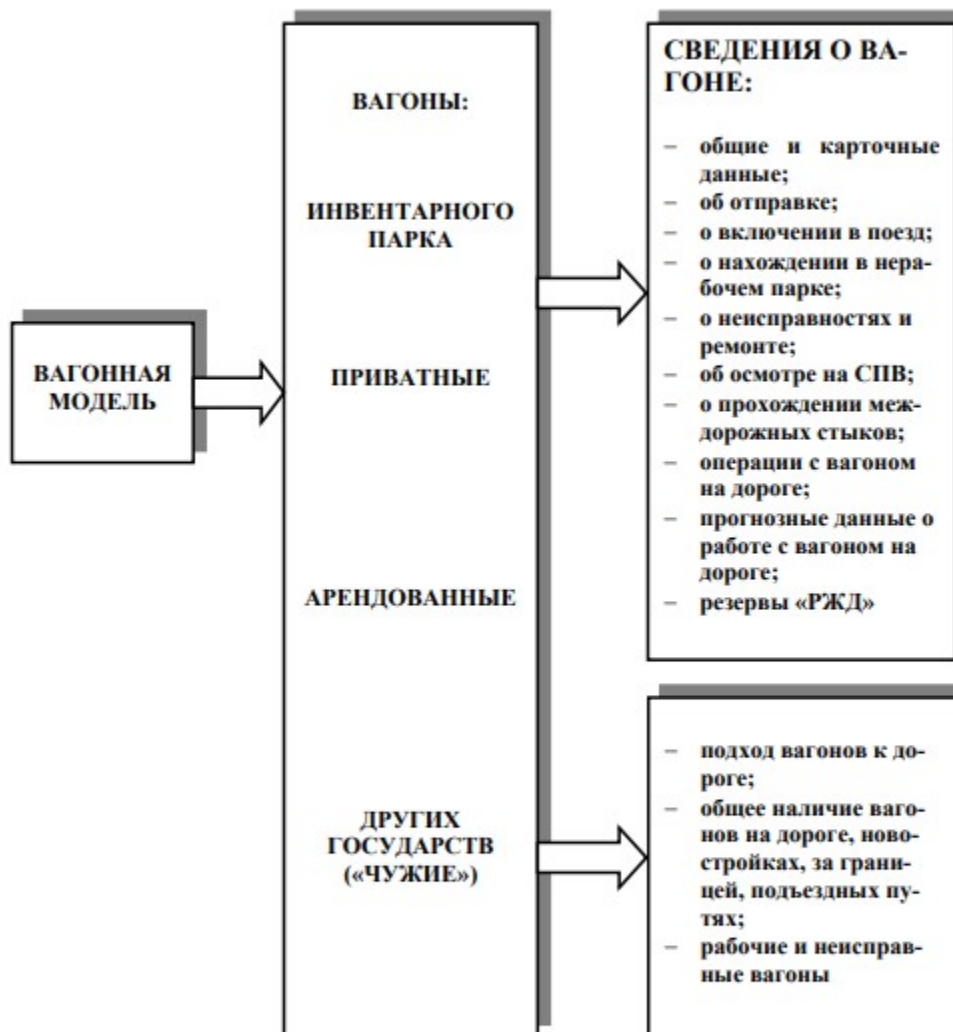 ВАГОННАЯ
МОДЕЛЬ
ВАГОНЫ:
ИНВЕНТАРНОГО
ПАРКА
ПРИВАТНЫЕ
АРЕНДОВАННЫЕ
ДРУГИХ
ГОСУДАРСТВ
(«ЧУЖИЕ»)
СВЕДЕНИЯ О ВА-
ГОНЕ:
– общие и карточные
данные;
– об отправке;
– о включении в поезд;
– о нахождении в нера-
бочем парке;
– о неисправностях и
ремонте;
– об осмотре на СПВ;
– о прохождении меж-
дорожных стыков;
– операции с вагоном
на дороге;
– прогнозные данные о
работе с вагоном на
дороге;
– резервы «РЖД»
– подход вагонов к до-
роге;
– общее наличие ваго-
нов на дороге, ново-
стройках, за грани-
цей, подъездных пу-
тях;
– рабочие и неисправ-
ные вагоны